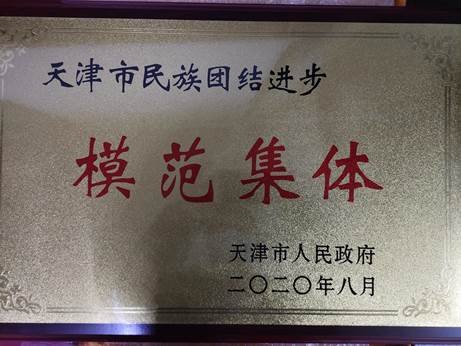 天津市民族团结进步
模范集体
天津市人民政府
二〇二〇年八月